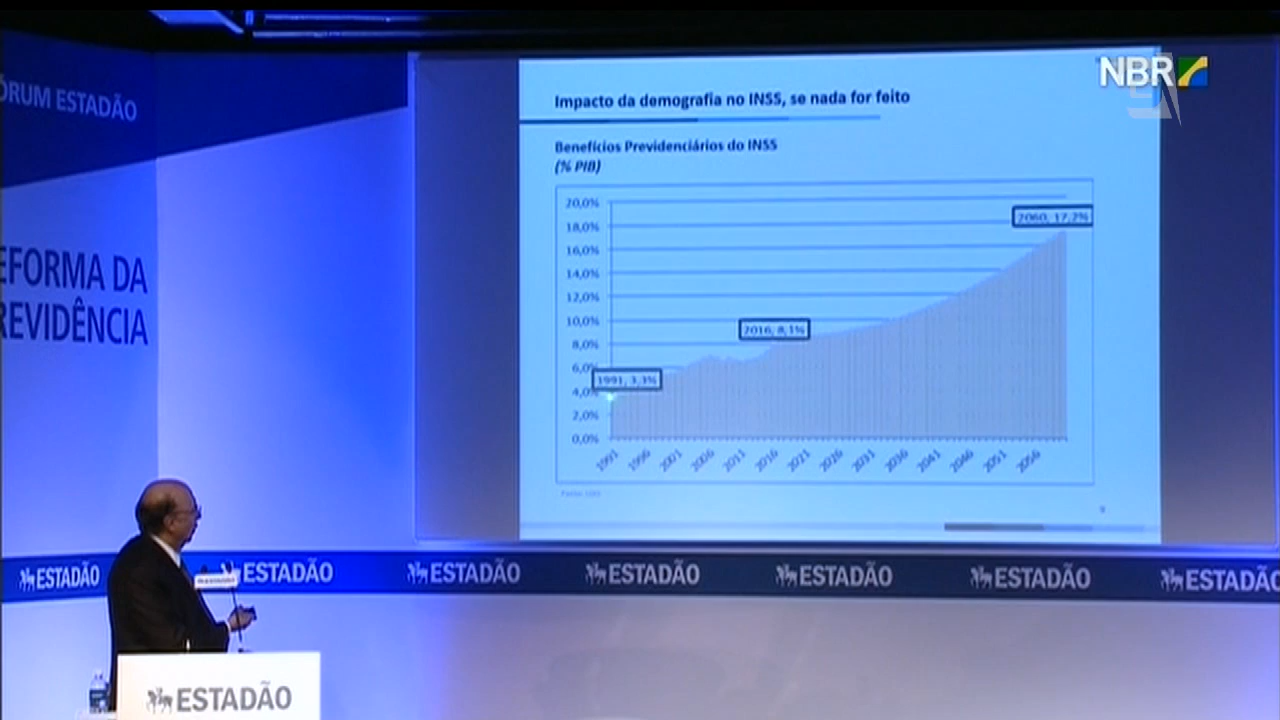 NBR
ÓRUM ESTADÃO
EFORMA DA
REVIDÊNCIA
Impacto da demografia no INSS, se nada for feito
Benefícios Previdenciários do INSS
(% PIB)
20,0%
18,0%
16,0%
14,0%
12,0%
10,0%
8,0%
6,0%
4,0%
2,0%
0,0%
2060, 17,2%
2016, 8,1%
1991, 3,3%
1991 1996 2001 2006 2011 2016 2021 2026 2031 2036 2041 2046 2051 2056
ESTADÃO ESTADÃO ESTADÃO ESTADÃO ESTADÃO ESTADÃO ESTADÃO
ESTADÃO